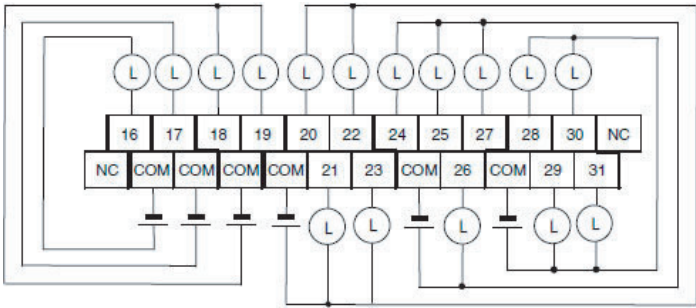 L L L L L L L L L L L
16 17 18 19 20 22 24 25 27 28 30 NC
NC COM COM COM COM 21 23 COM 26 COM 29 31
L L L L L